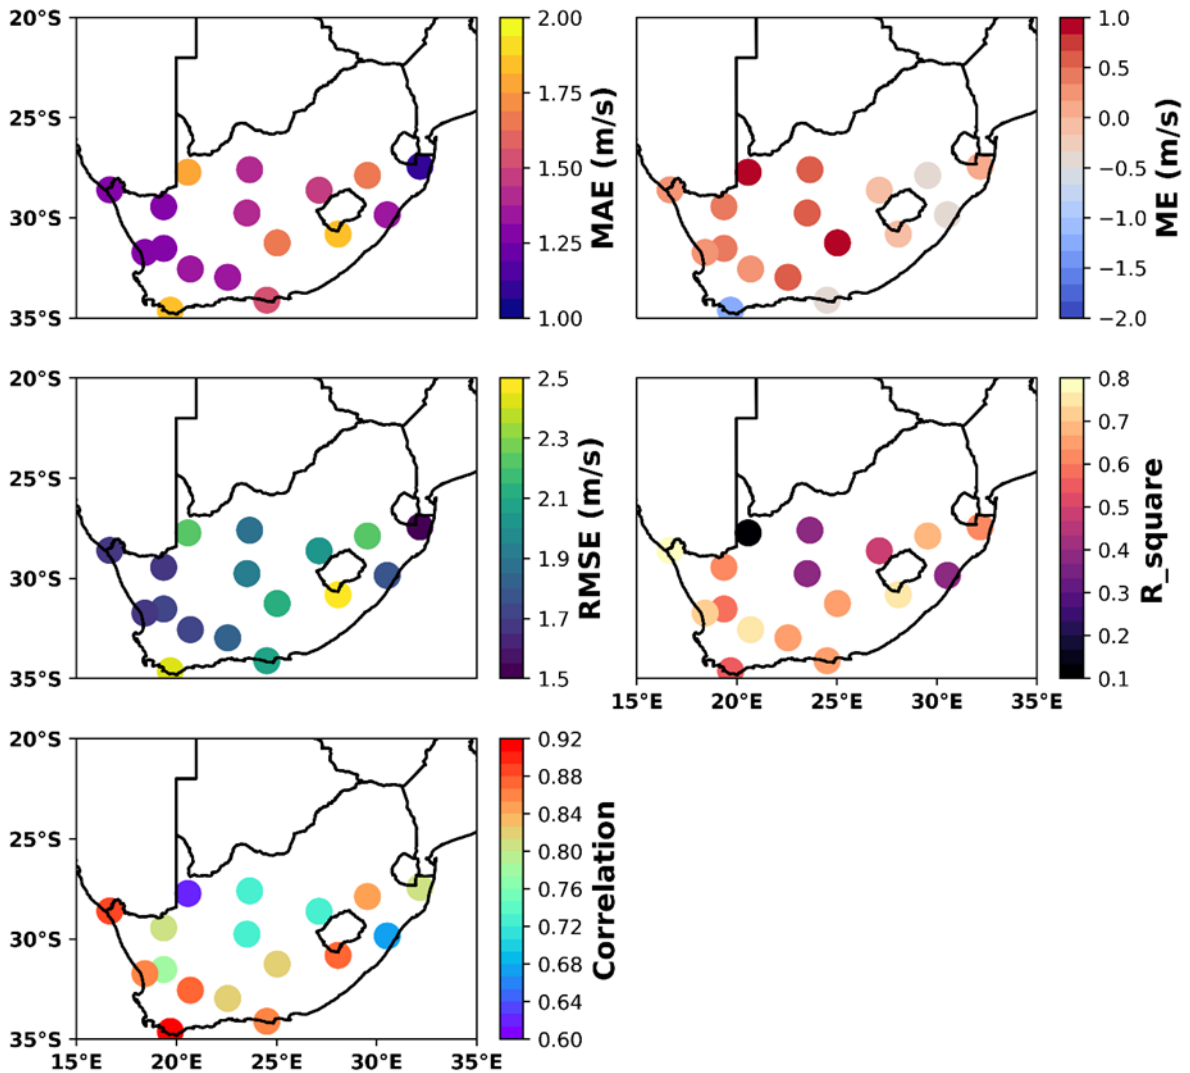 20°S
25°S
30°S
35°S
2.00
1.75
1.50
1.25
1.00
MAE (m/s)
1.0
0.5
0.0
−0.5
−1.0
−1.5
−2.0
ME (m/s)
20°S
25°S
30°S
35°S
2.5
2.3
2.1
1.9
1.7
1.5
RMSE (m/s)
0.8
0.7
0.6
0.5
0.4
0.3
0.2
0.1
R_square
15°E 20°E 25°E 30°E 35°E
20°S
25°S
30°S
35°S
0.92
0.88
0.84
0.80
0.76
0.72
0.68
0.64
0.60
Correlation
15°E 20°E 25°E 30°E 35°E